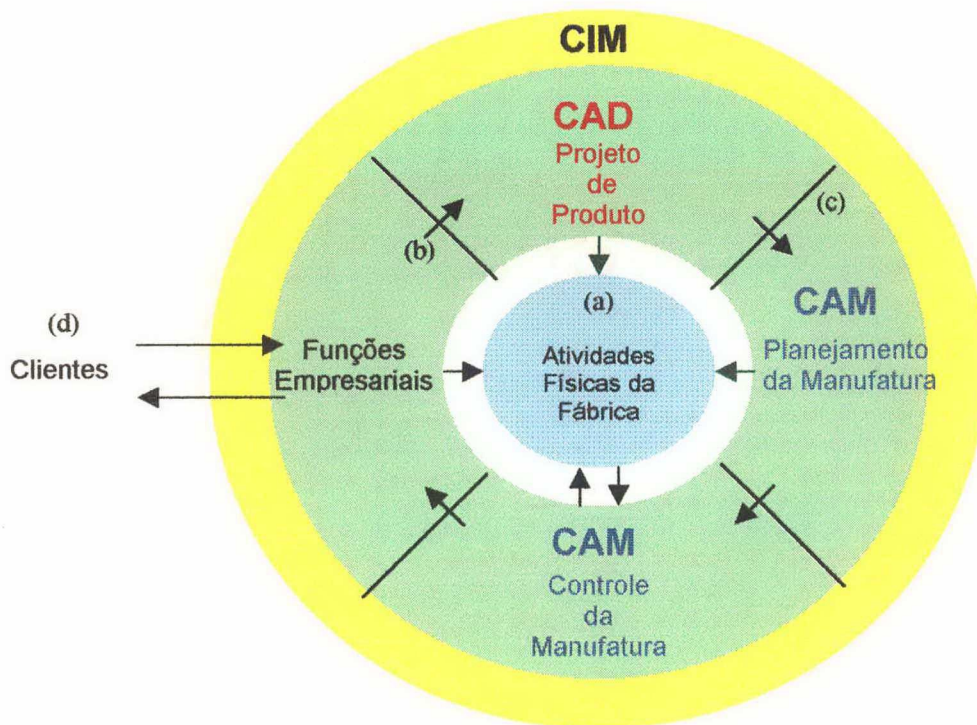 CIM
CAD
Projeto
de
Produto
(b)
(c)
(a)
(d)
Clientes
Funções
Empresariais
Atividades
Físicas da
Fábrica
CAM
Planejamento
da Manufatura
CAM
Controle
da
Manufatura